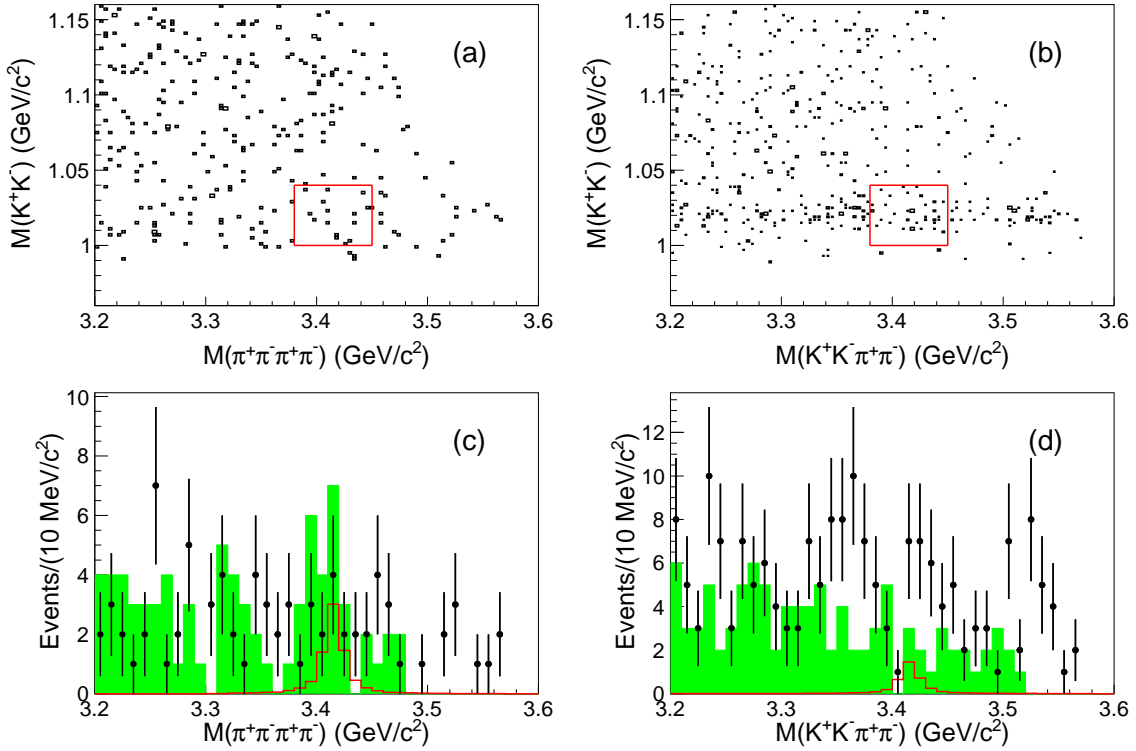 (a)
M(K⁺K⁻) (GeV/c²)
1.15
1.1
1.05
1
3.2 3.3 3.4 3.5 3.6
M(π⁺π⁻π⁺π⁻) (GeV/c²)
(b)
M(K⁺K⁻) (GeV/c²)
1.15
1.1
1.05
1
3.2 3.3 3.4 3.5 3.6
M(K⁺K⁻π⁺π⁻) (GeV/c²)
(c)
Events/(10 MeV/c²)
10
8
6
4
2
0
3.2 3.3 3.4 3.5 3.6
M(π⁺π⁻π⁺π⁻) (GeV/c²)
(d)
Events/(10 MeV/c²)
12
10
8
6
4
2
0
3.2 3.3 3.4 3.5 3.6
M(K⁺K⁻π⁺π⁻) (GeV/c²)